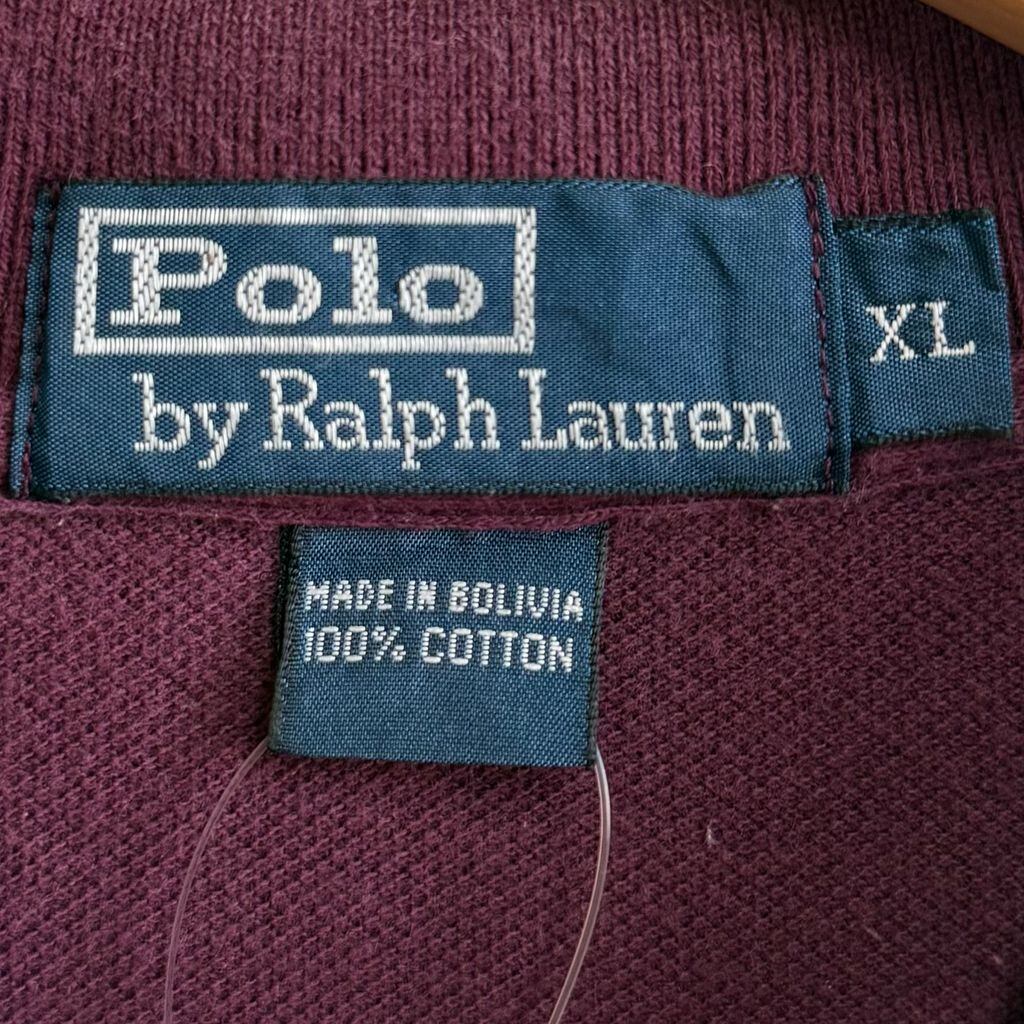 Polo
by Ralph Lauren
XL
MADE IN BOLIVIA
100% COTTON